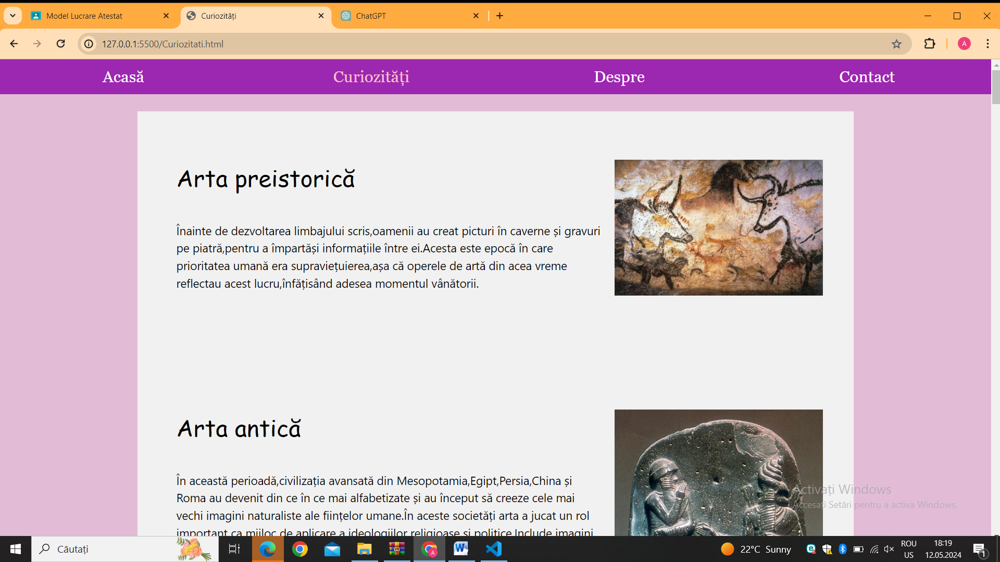 Model Lucrare Atestat
Curiozități
ChatGPT
127.0.0.1:5500/Curiozitati.html
A
Acasă
Curiozități
Despre
Contact
Arta preistorică
Înainte de dezvoltarea limbajului scris,oamenii au creat picturi în caverne și gravuri
pe piatră,pentru a împartăși informațiile între ei.Acesta este epocă în care
prioritatea umană era supraviețuierea,așa că operele de artă din acea vreme
reflectau acest lucru,înfățisând adesea momentul vânătorii.
Arta antică
În această perioadă,civilizația avansată din Mesopotamia,Egipt,Persia,China și
Roma au devenit din ce în ce mai alfabetizate și au început să creeze cele mai
vechi imagini naturaliste ale ființelor umane.În aceste societăți arta a jucat un rol
important ca mijloc de aplicare a ideologiilor religioase și politice.Include imagini
Activați Windows
Accesați Setări pentru a activa Windows.
Căutați
A
22°C Sunny
ROU
US
18:19
12.05.2024
1